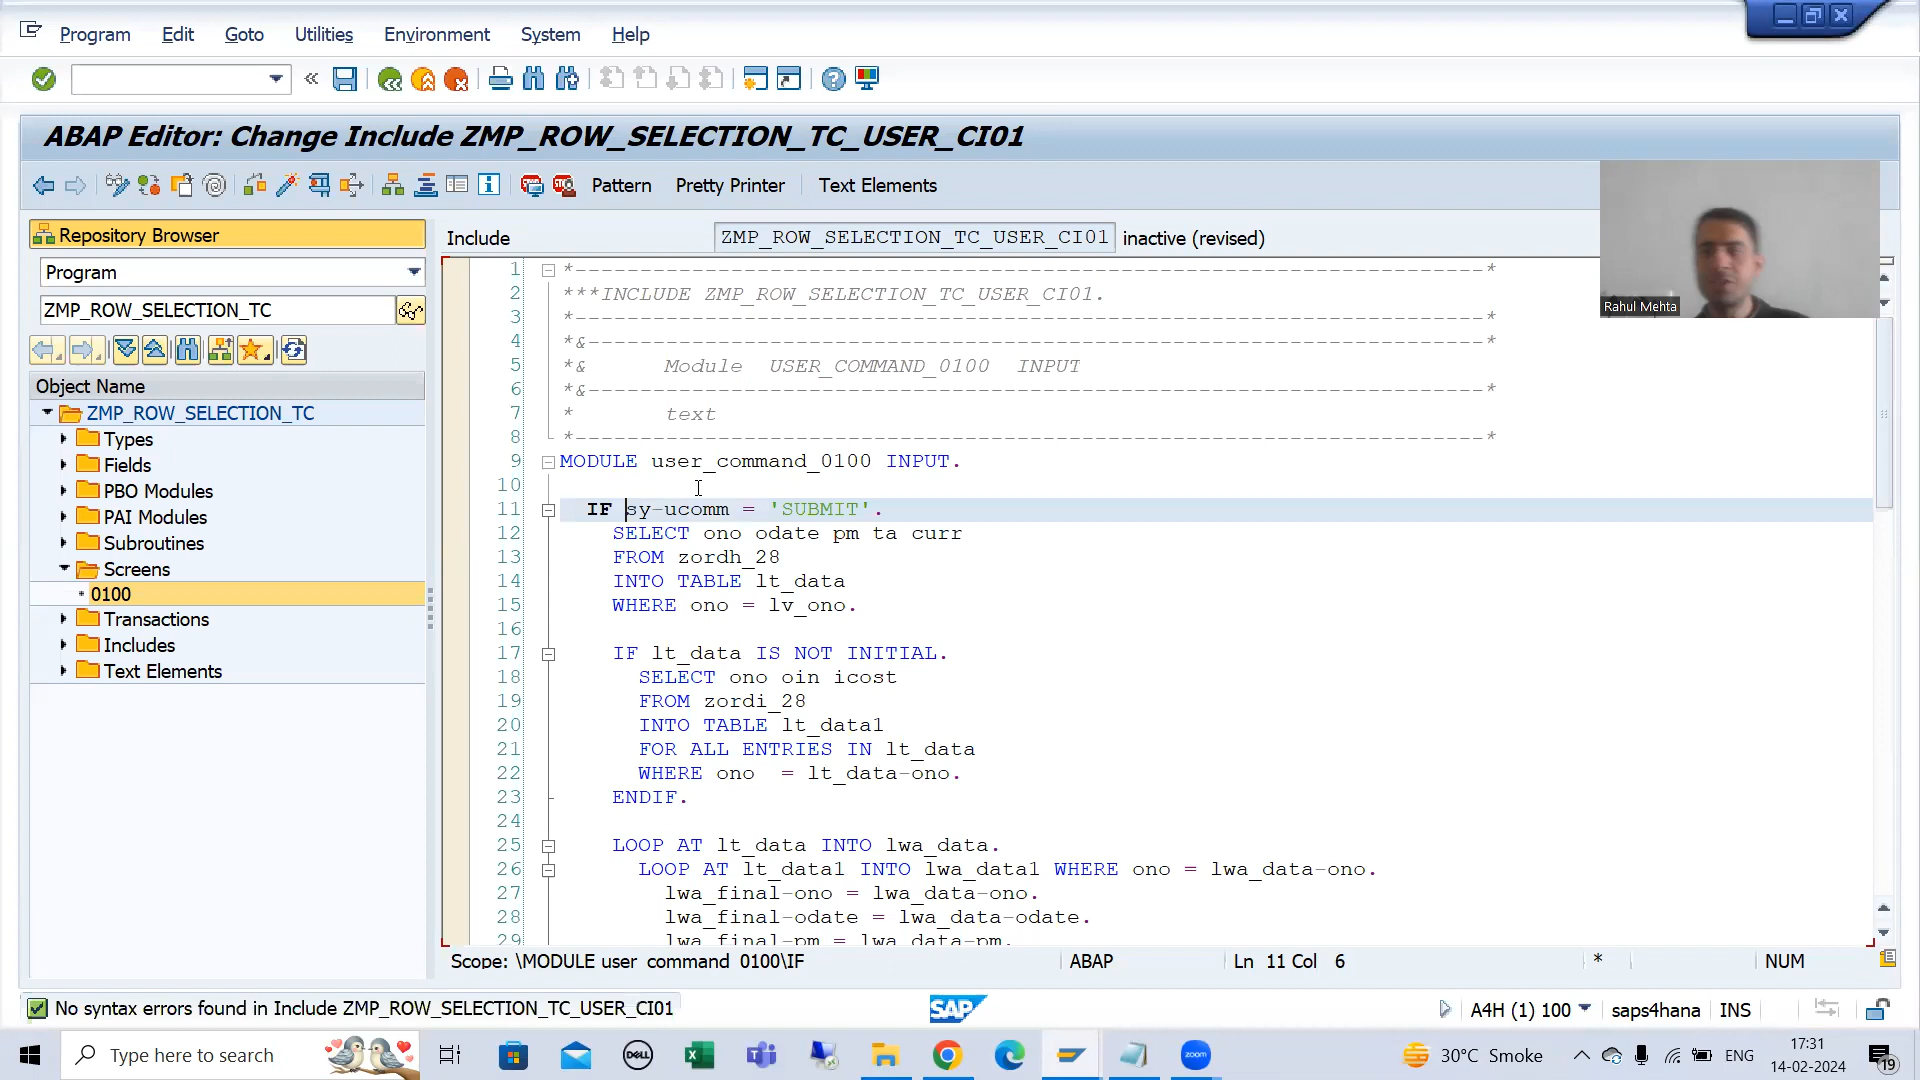 Program Edit Goto Utilities Environment System Help
ABAP Editor: Change Include ZMP_ROW_SELECTION_TC_USER_CI01
Pattern Pretty Printer Text Elements
Repository Browser
Program
ZMP_ROW_SELECTION_TC
Object Name
ZMP_ROW_SELECTION_TC
Types
Fields
PBO Modules
PAI Modules
Subroutines
Screens
0100
Transactions
Includes
Text Elements
Include ZMP_ROW_SELECTION_TC_USER_CI01 inactive (revised)
1 *----------------------------------------------------------------------*
2 ***INCLUDE ZMP_ROW_SELECTION_TC_USER_CI01.
3 *----------------------------------------------------------------------*
4 *&---------------------------------------------------------------------*
5 *& Module USER_COMMAND_0100 INPUT
6 *&---------------------------------------------------------------------*
7 * text
8 *----------------------------------------------------------------------*
9 MODULE user_command_0100 INPUT.
10
11 IF sy-ucomm = 'SUBMIT'.
12 SELECT ono odate pm ta curr
13 FROM zordh_28
14 INTO TABLE lt_data
15 WHERE ono = lv_ono.
16
17 IF lt_data IS NOT INITIAL.
18 SELECT ono oin icost
19 FROM zordi_28
20 INTO TABLE lt_data1
21 FOR ALL ENTRIES IN lt_data
22 WHERE ono = lt_data-ono.
23 ENDIF.
24
25 LOOP AT lt_data INTO lwa_data.
26 LOOP AT lt_data1 INTO lwa_data1 WHERE ono = lwa_data-ono.
27 lwa_final-ono = lwa_data-ono.
28 lwa_final-odate = lwa_data-odate.
29 lwa_final-pm = lwa_data-pm.
Rahul Mehta
Scope: \MODULE user_command_0100\IF ABAP Ln 11 Col 6 * NUM
No syntax errors found in Include ZMP_ROW_SELECTION_TC_USER_CI01
SAP
A4H (1) 100 saps4hana INS
Type here to search
DELL
zoom
30°C Smoke
ENG
17:31
14-02-2024
19